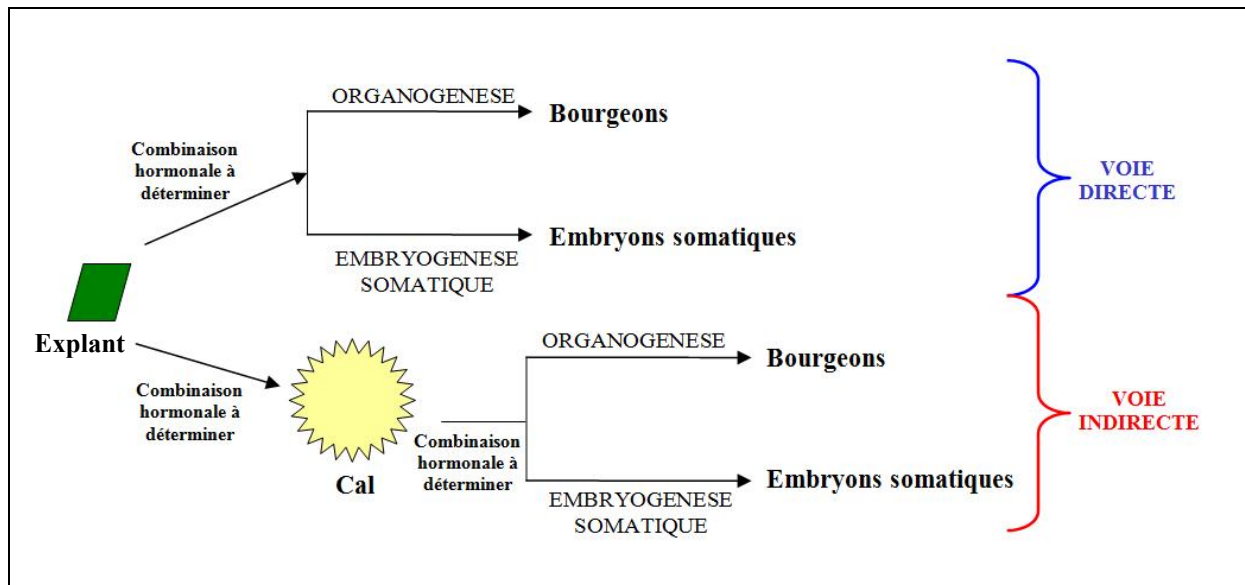 ORGANOGENESE
Bourgeons
Combinaison
hormonale à
déterminer
VOIE
DIRECTE
Embryons somatiques
EMBRYOGENESE
SOMATIQUE
Explant
Combinaison
hormonale à
déterminer
Cal
ORGANOGENESE
Bourgeons
Combinaison
hormonale à
déterminer
VOIE
INDIRECTE
Embryons somatiques
EMBRYOGENESE
SOMATIQUE